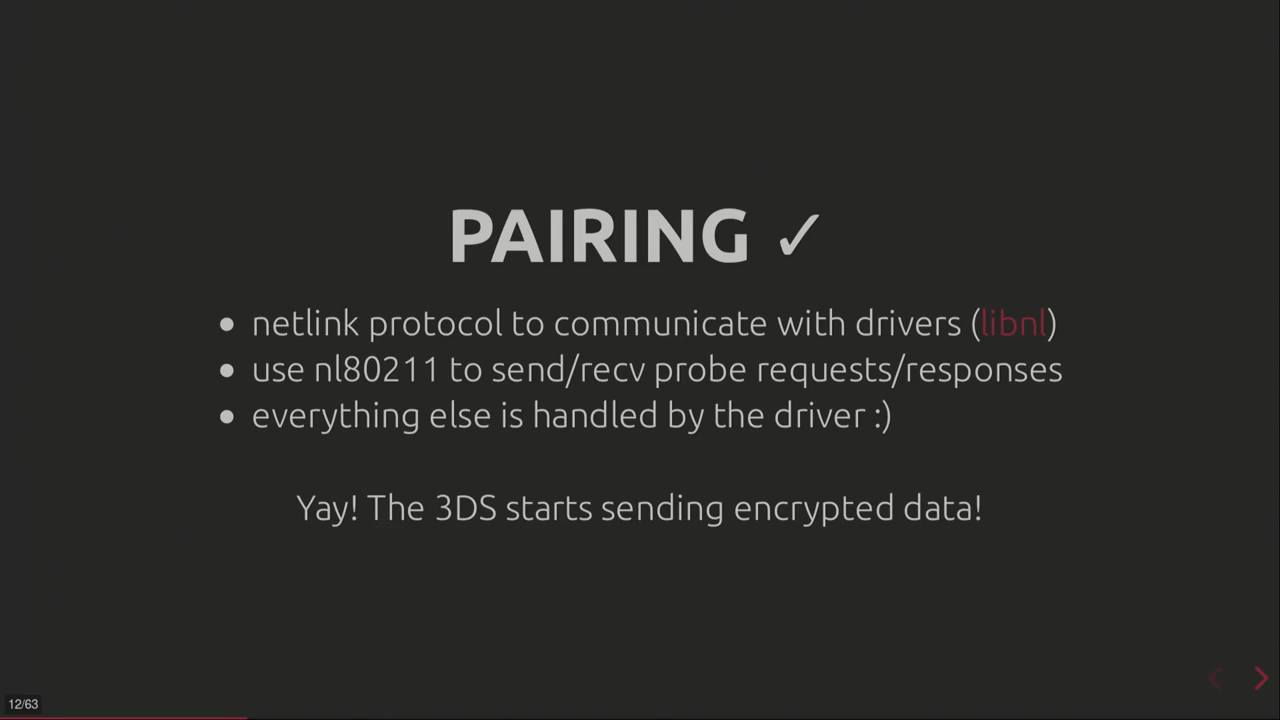 PAIRING ✓
• netlink protocol to communicate with drivers (libnl)
• use nl80211 to send/recv probe requests/responses
• everything else is handled by the driver :)
Yay! The 3DS starts sending encrypted data!
12/63